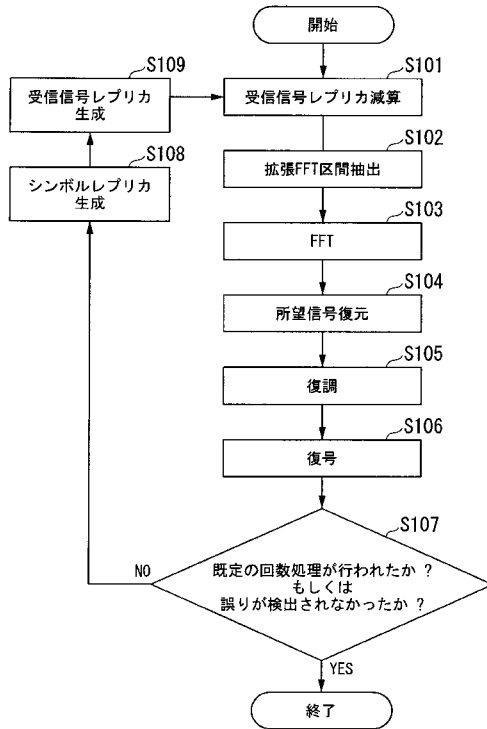 開始
S101
受信信号レプリカ減算
S102
拡張FFT区間抽出
S103
FFT
S104
所望信号復元
S105
復調
S106
復号
S107
既定の回数処理が行われたか ?
もしくは
誤りが検出されなかったか ?
NO
YES
終了
S108
シンボルレプリカ
生成
S109
受信信号レプリカ
生成